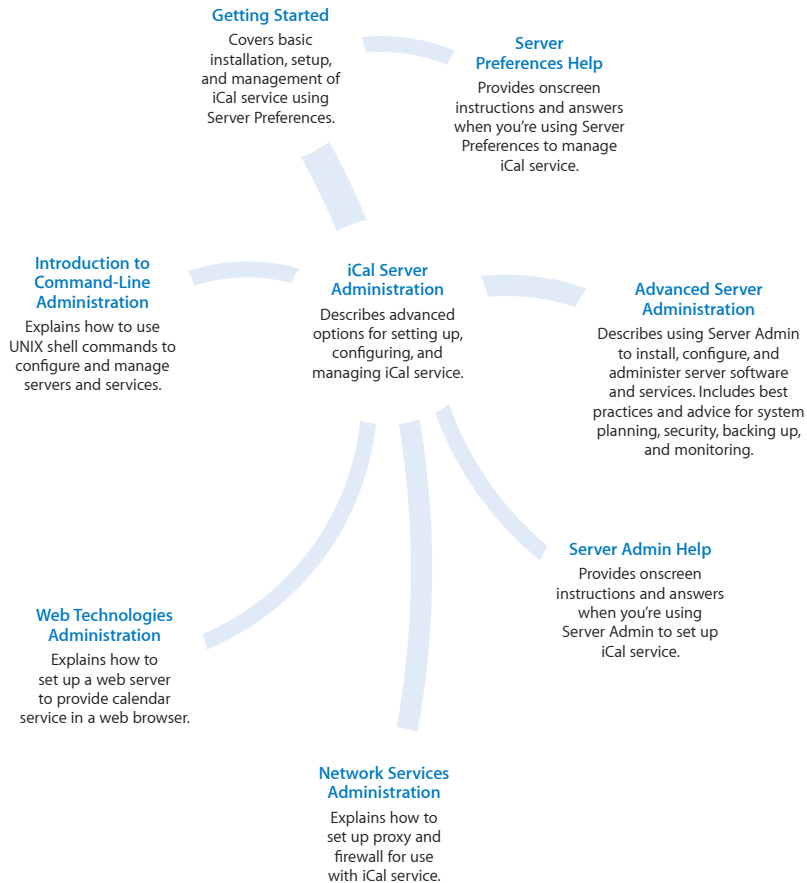 Getting Started
Covers basic
installation, setup,
and management of
iCal service using
Server Preferences.
Server
Preferences Help
Provides onscreen
instructions and answers
when you’re using Server
Preferences to manage
iCal service.
Introduction to
Command-Line
Administration
Explains how to use
UNIX shell commands to
configure and manage
servers and services.
iCal Server
Administration
Describes advanced
options for setting up,
configuring, and
managing iCal service.
Advanced Server
Administration
Describes using Server Admin
to install, configure, and
administer server software
and services. Includes best
practices and advice for system
planning, security, backing up,
and monitoring.
Server Admin Help
Provides onscreen
instructions and answers
when you’re using
Server Admin to set up
iCal service.
Web Technologies
Administration
Explains how to
set up a web server
to provide calendar
service in a web browser.
Network Services
Administration
Explains how to
set up proxy and
firewall for use
with iCal service.